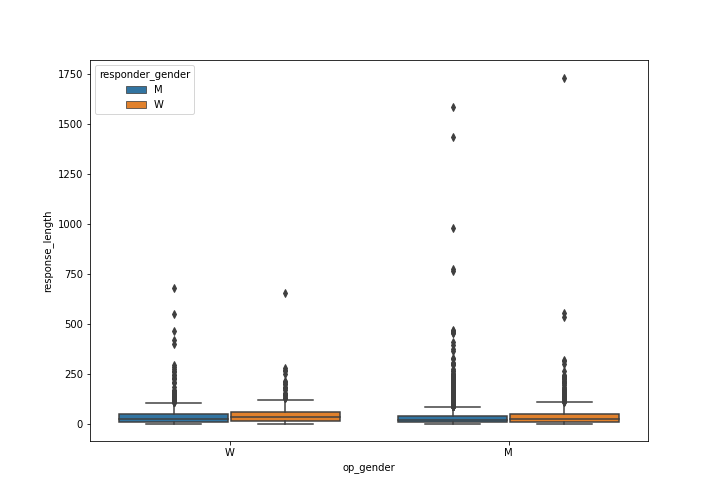 responder_gender
M
W
1750
1500
1250
1000
750
500
250
0
response_length
W
M
op_gender